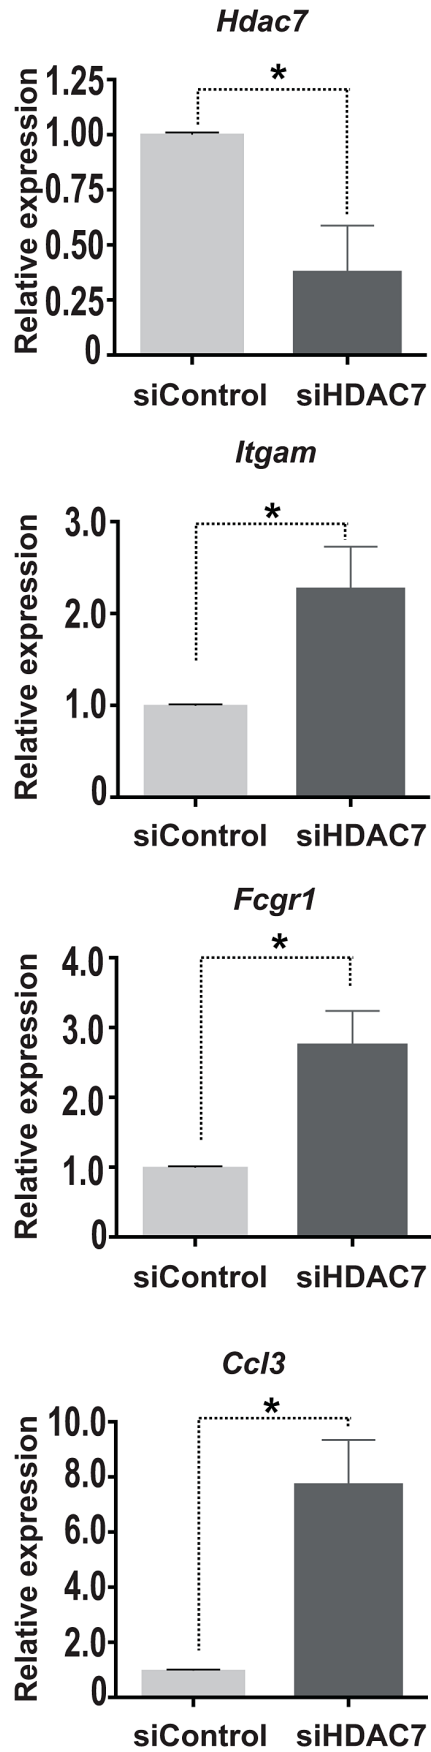 Hdac7
*
Relative expression
1.25
1.00
0.75
0.50
0.25
0
siControl siHDAC7
Itgam
*
Relative expression
3.0
2.0
1.0
0
siControl siHDAC7
Fcgr1
*
Relative expression
4.0
3.0
2.0
1.0
0
siControl siHDAC7
Ccl3
*
Relative expression
10.0
8.0
6.0
4.0
2.0
0
siControl siHDAC7